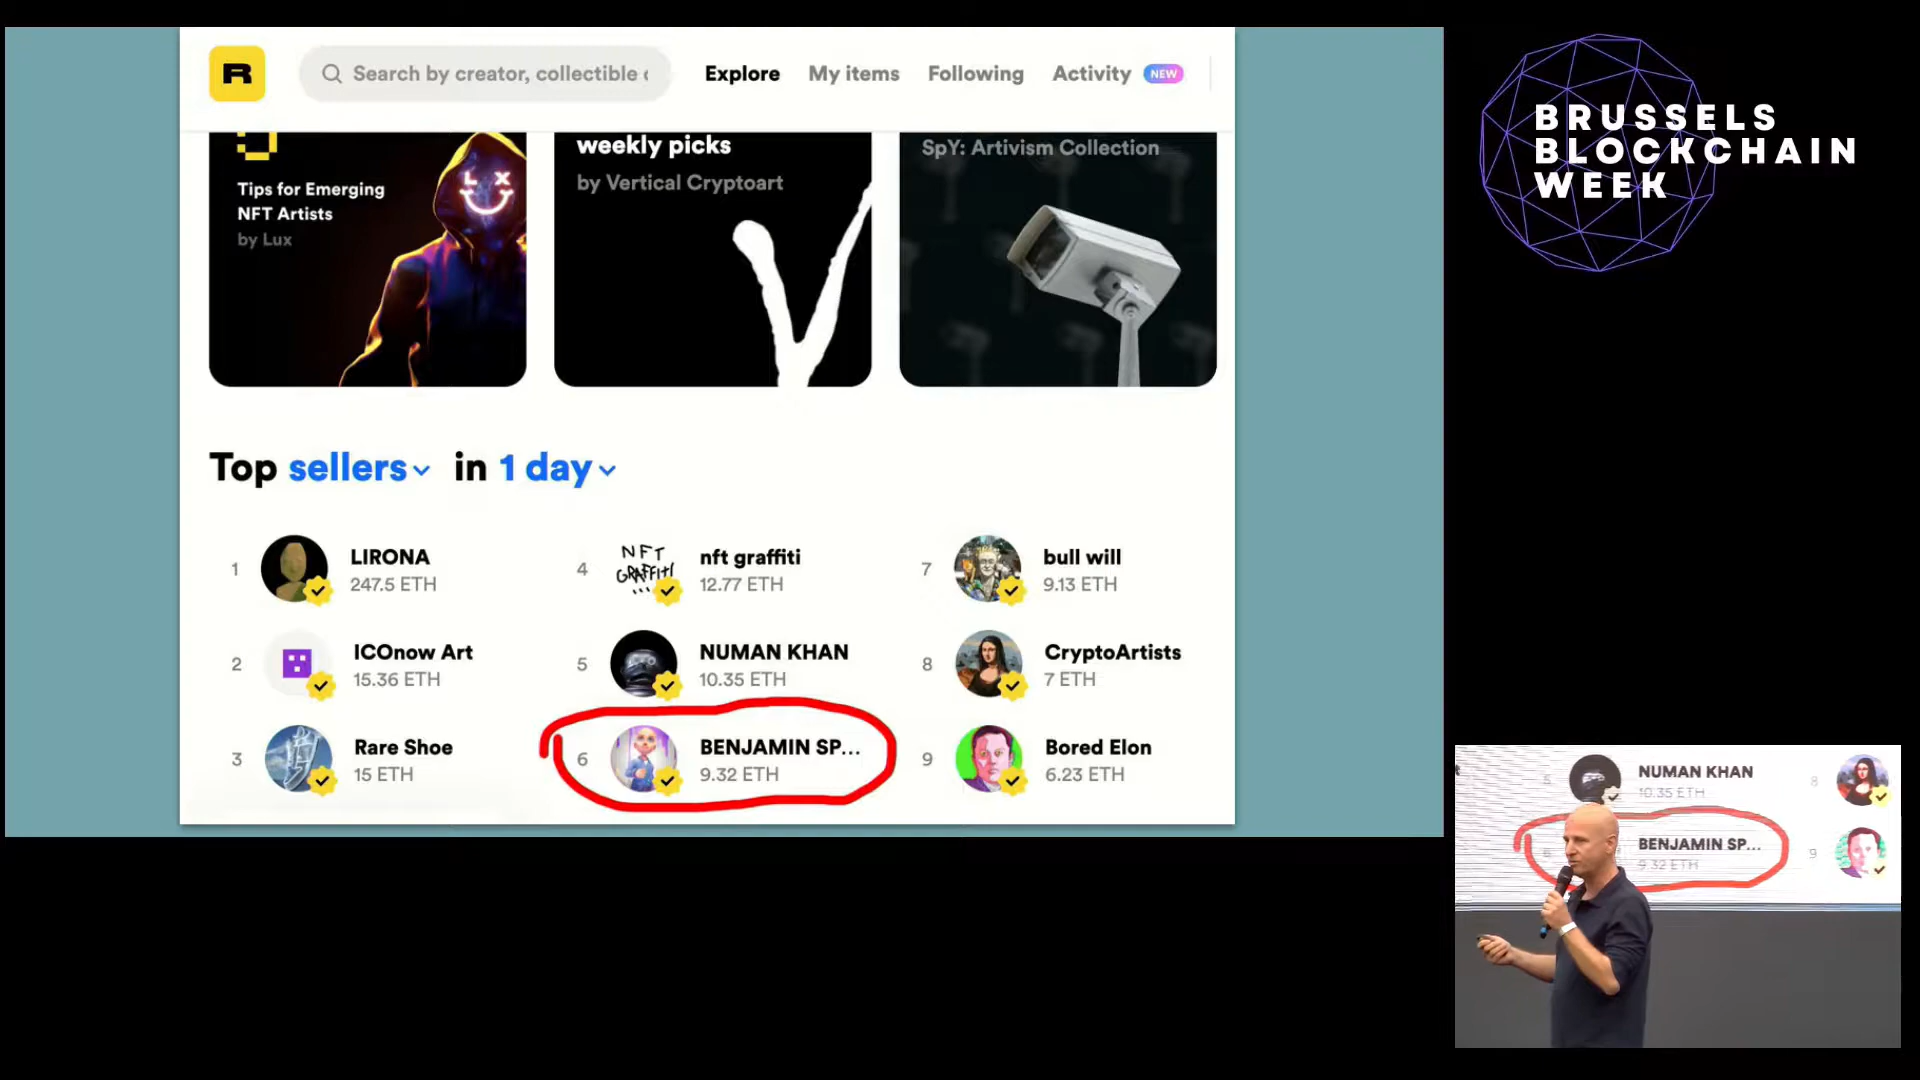 R
Search by creator, collectible
Explore
My items
Following
Activity
NEW
L X
Tips for Emerging
NFT Artists
by Lux
weekly picks
by Vertical Cryptoart
SpY: Artivism Collection
Top sellers in 1 day
1
LIRONA
247.5 ETH
2
ICOnow Art
15.36 ETH
3
Rare Shoe
15 ETH
4
NFT
GRAFFITI
...
nft graffiti
12.77 ETH
5
NUMAN KHAN
10.35 ETH
6
BENJAMIN SP...
9.32 ETH
7
bull will
9.13 ETH
8
CryptoArtists
7 ETH
9
Bored Elon
6.23 ETH
BRUSSELS
BLOCKCHAIN
WEEK
5
NUMAN KHAN
10.35 ETH
8
6
BENJAMIN SP...
9.32 ETH
9